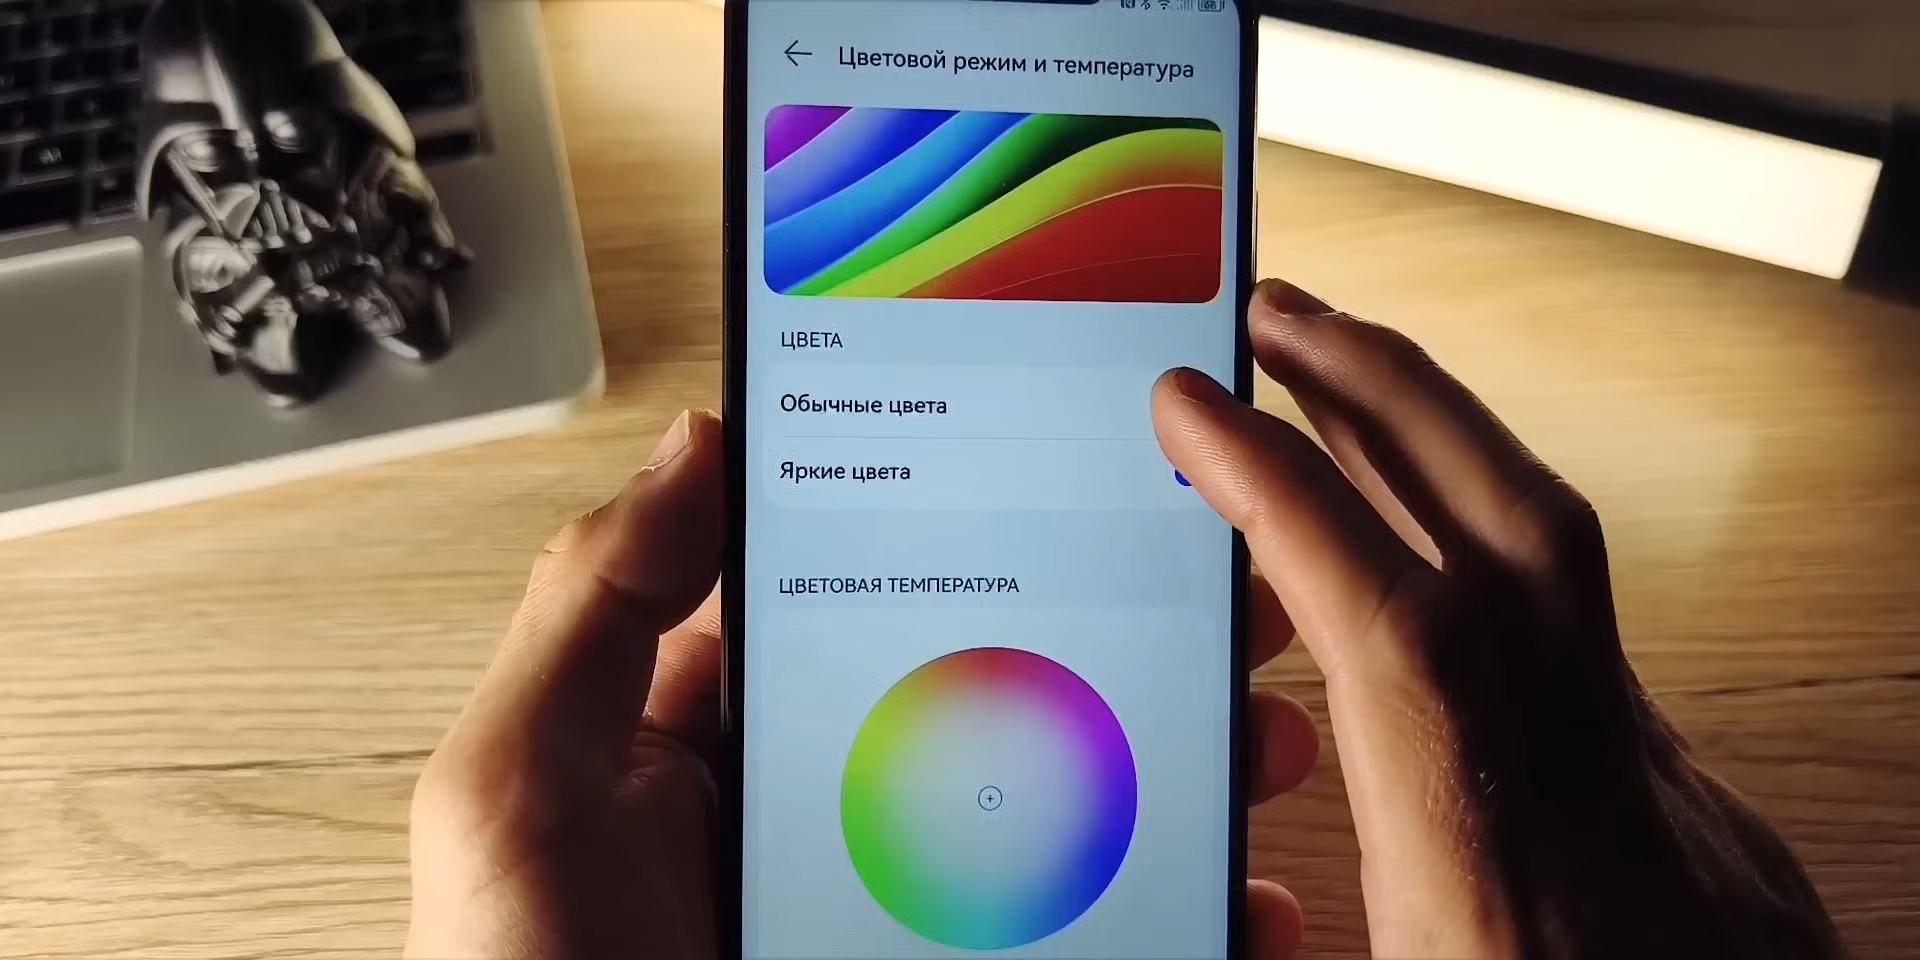 Цветовой режим и температура
ЦВЕТА
Обычные цвета
Яркие цвета
ЦВЕТОВАЯ ТЕМПЕРАТУРА